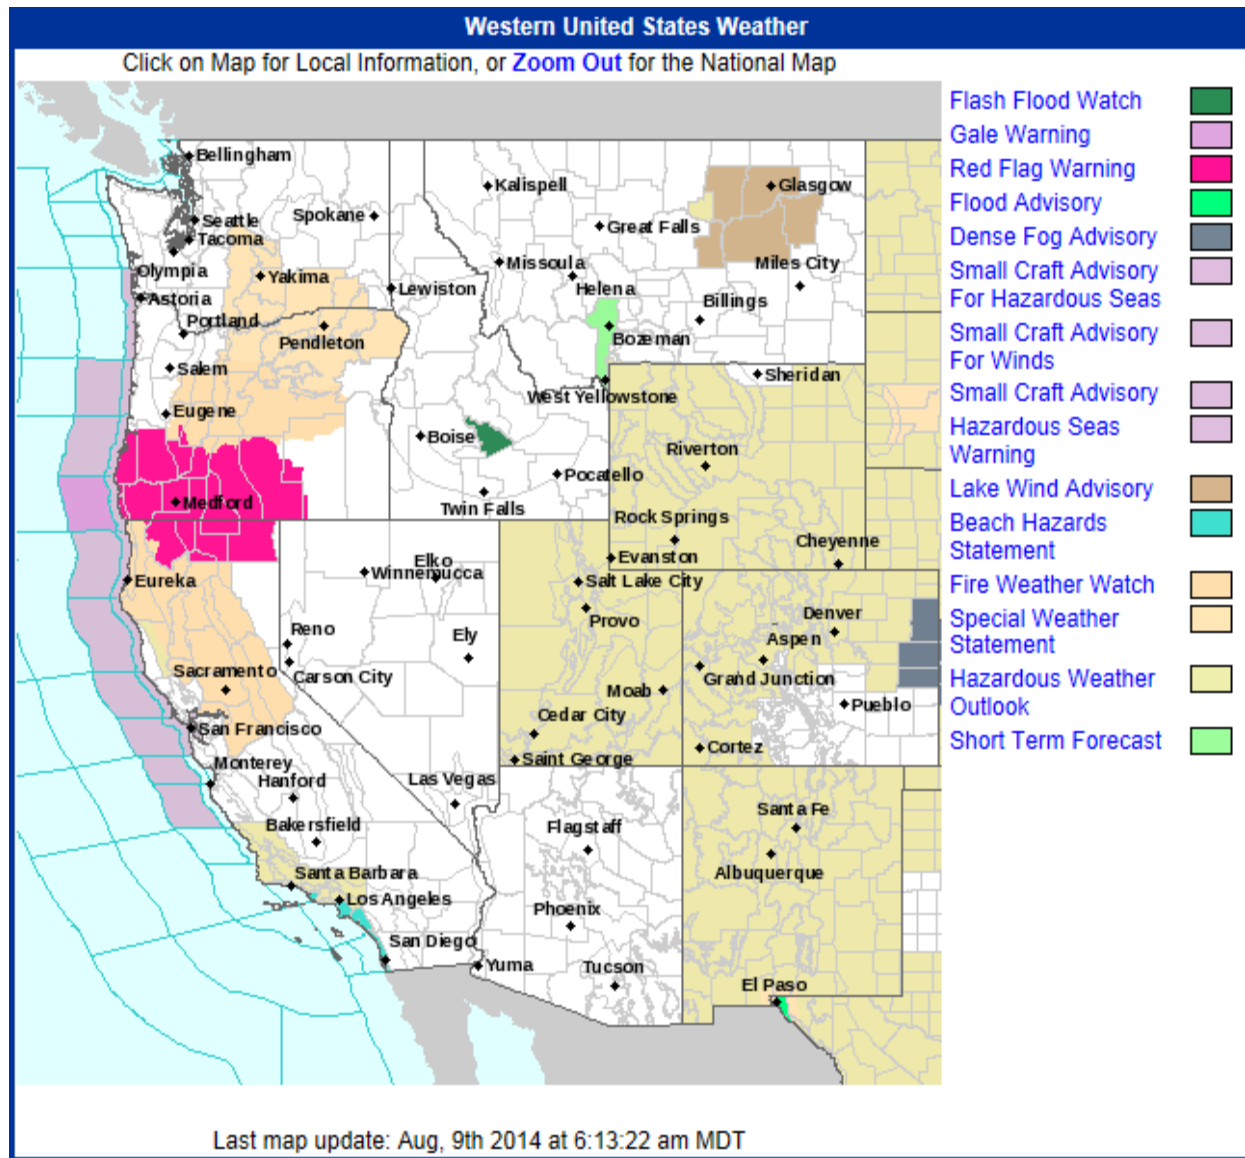 Western United States Weather
Click on Map for Local Information, or Zoom Out for the National Map
Bellingham
Kalispell
Glasgow
Spokane
Seattle
Great Falls
Tacoma
Olympia
Yakima
Missoula
Miles City
Lewiston
Helena
Astoria
Billings
Portland
Pendleton
Bozeman
Salem
Sheridan
West Yellowstone
Eugene
Boise
Riverton
Pocatello
Medford
Twin Falls
Rock Springs
Cheyenne
Elko
Evanston
Winnemucca
Eureka
Salt Lake City
Provo
Denver
Reno
Ely
Aspen
Sacramento
Carson City
Grand Junction
Moab
Pueblo
Cedar City
San Francisco
Cortez
Saint George
Monterey
Hanford
Las Vegas
Santa Fe
Bakersfield
Flagstaff
Albuquerque
Santa Barbara
Los Angeles
Phoenix
San Diego
Yuma
Tucson
El Paso
Flash Flood Watch
Gale Warning
Red Flag Warning
Flood Advisory
Dense Fog Advisory
Small Craft Advisory
For Hazardous Seas
Small Craft Advisory
For Winds
Small Craft Advisory
Hazardous Seas
Warning
Lake Wind Advisory
Beach Hazards
Statement
Fire Weather Watch
Special Weather
Statement
Hazardous Weather
Outlook
Short Term Forecast
Last map update: Aug, 9th 2014 at 6:13:22 am MDT